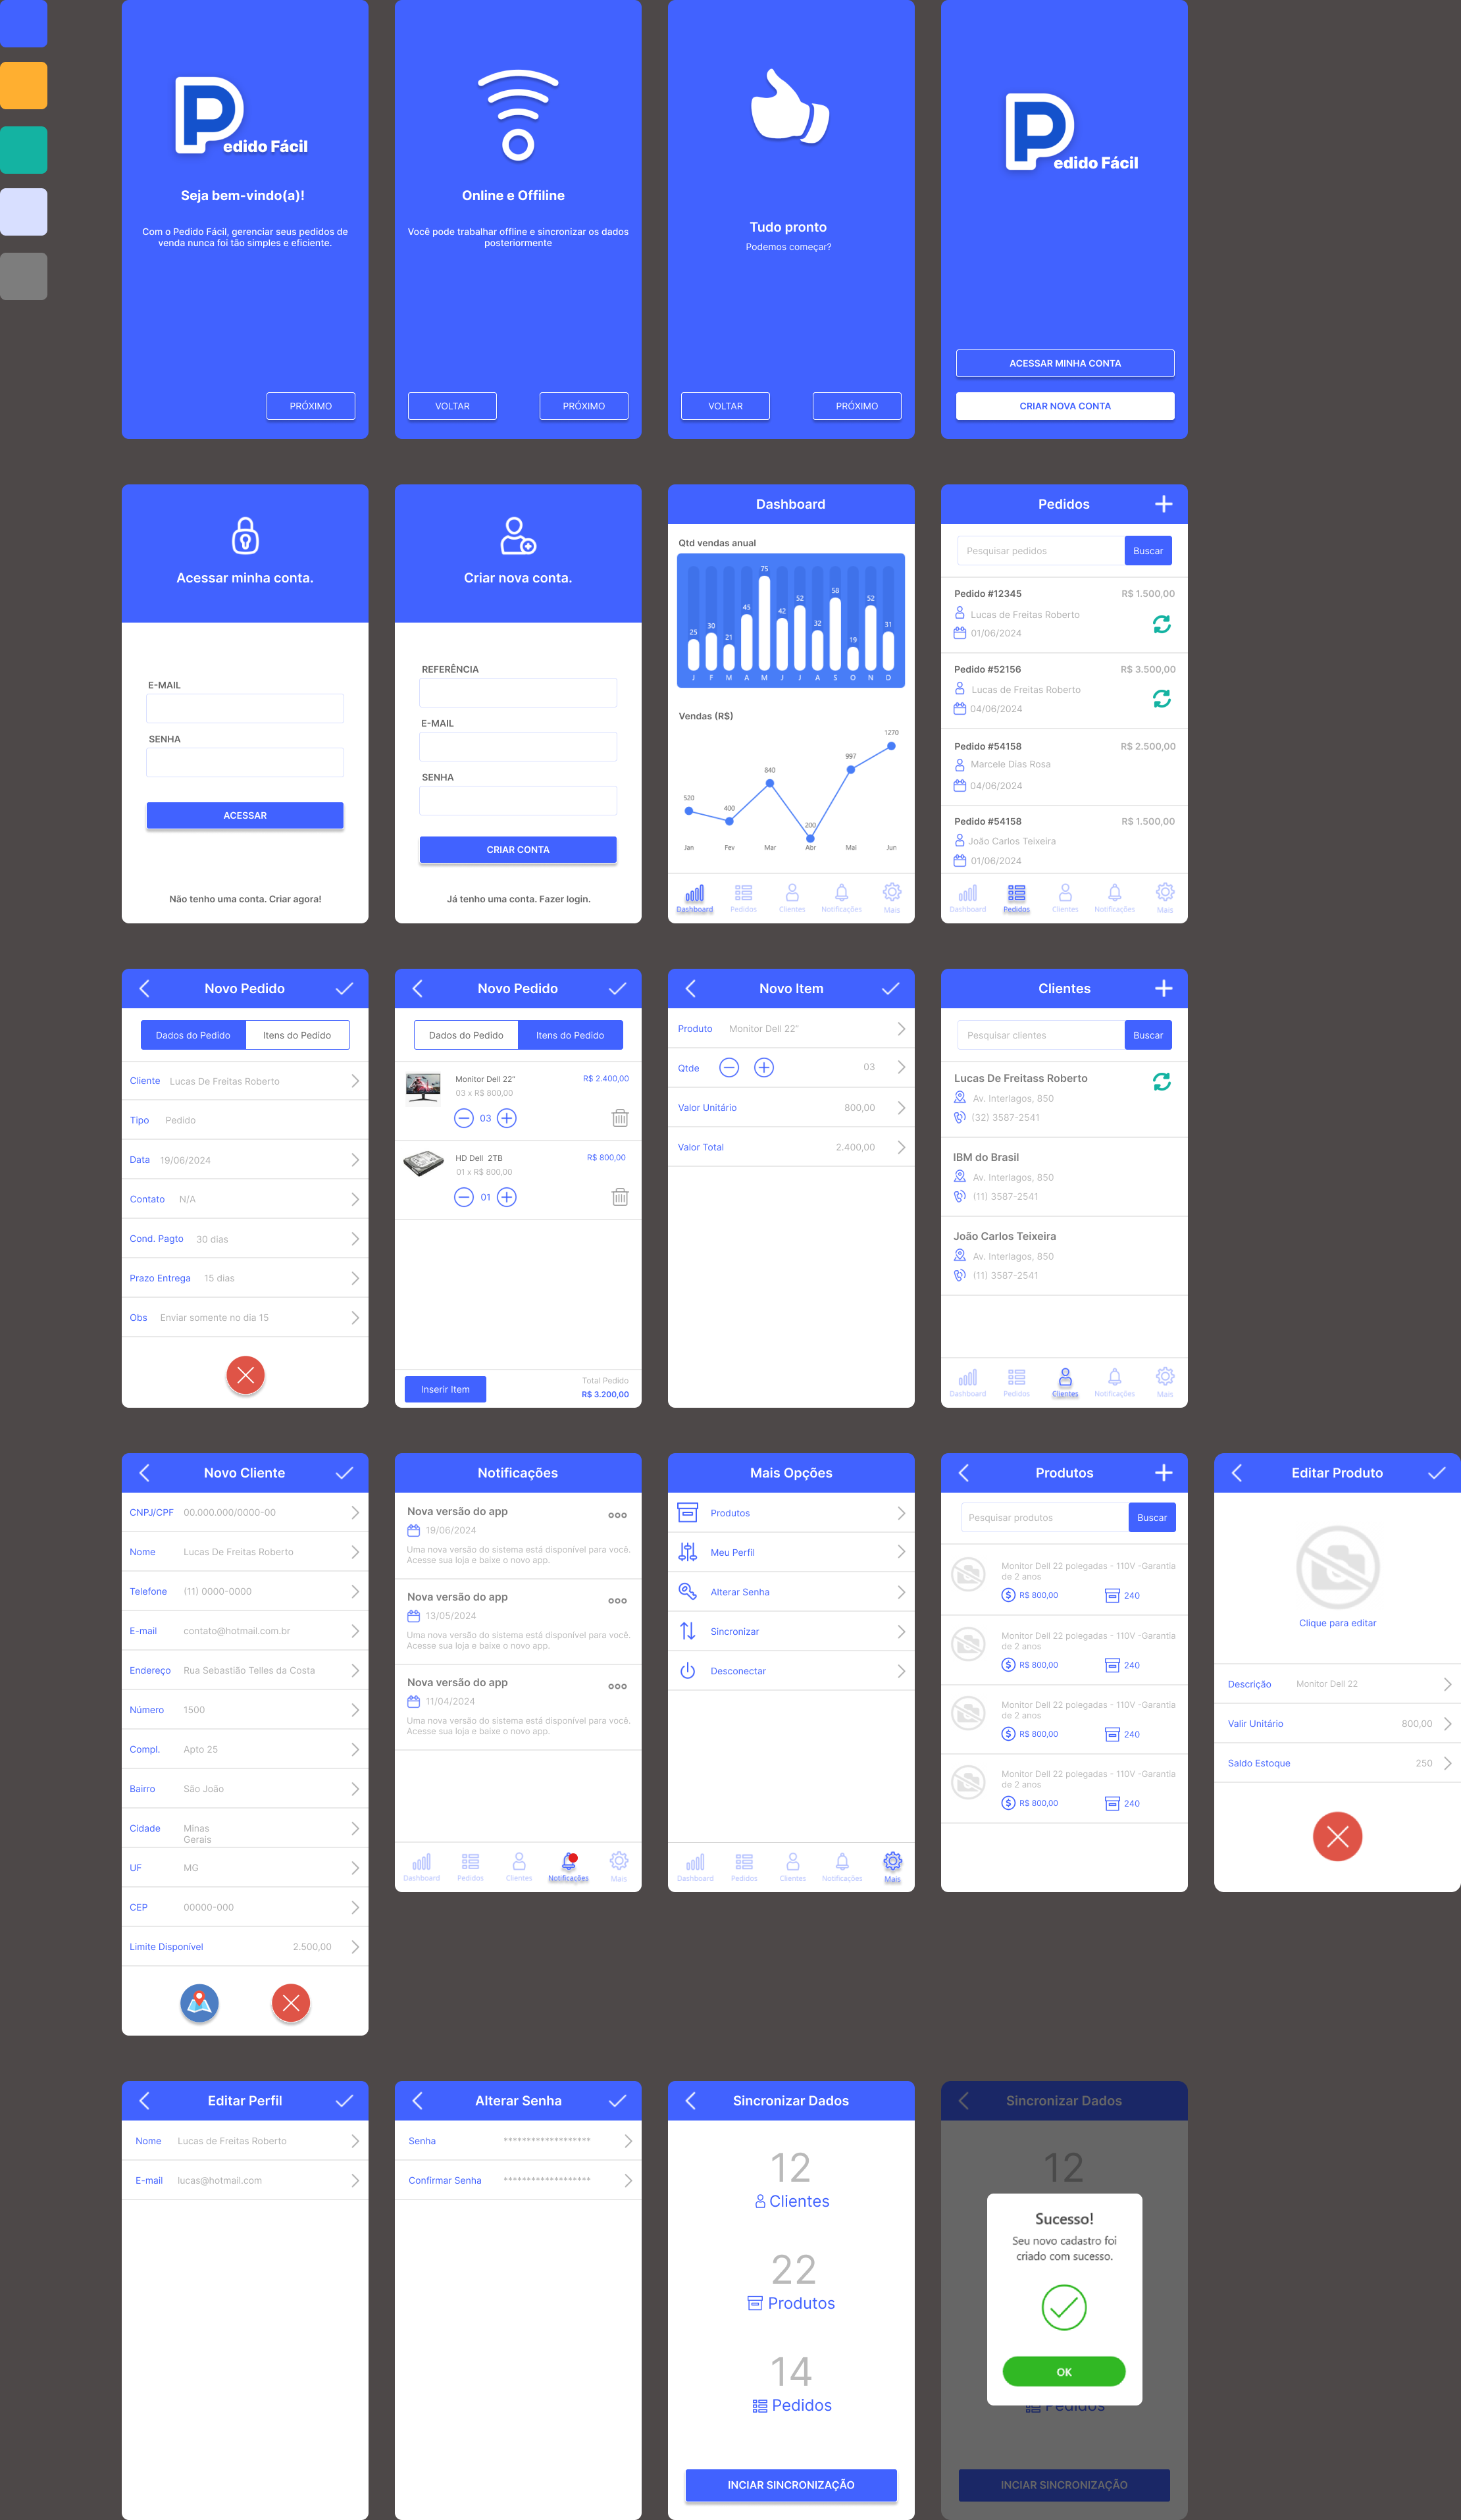 Pedido Fácil
Seja bem-vindo(a)!
Com o Pedido Fácil, gerenciar seus pedidos de
venda nunca foi tão simples e eficiente.
PRÓXIMO
Online e Offiline
Você pode trabalhar offline e sincronizar os dados
posteriormente
VOLTAR
PRÓXIMO
Tudo pronto
Podemos começar?
VOLTAR
PRÓXIMO
Pedido Fácil
ACESSAR MINHA CONTA
CRIAR NOVA CONTA
Acessar minha conta.
E-MAIL
SENHA
ACESSAR
Não tenho uma conta. Criar agora!
Criar nova conta.
REFERÊNCIA
E-MAIL
SENHA
CRIAR CONTA
Já tenho uma conta. Fazer login.
Dashboard
Qtd vendas anual
25 30 21 45 75 42 52 32 58 19 52 31
J F M A M J J A S O N D
Vendas (R$)
520 400 840 200 997 1270
Jan Fev Mar Abr Mai Jun
Dashboard Pedidos Clientes Notificações Mais
Pedidos
Pesquisar pedidos Buscar
Pedido #12345 R$ 1.500,00
Lucas de Freitas Roberto
01/06/2024
Pedido #52156 R$ 3.500,00
Lucas de Freitas Roberto
04/06/2024
Pedido #54158 R$ 2.500,00
Marcele Dias Rosa
04/06/2024
Pedido #54158 R$ 1.500,00
João Carlos Teixeira
01/06/2024
Dashboard Pedidos Clientes Notificações Mais
Novo Pedido
Dados do Pedido Itens do Pedido
Cliente Lucas De Freitas Roberto
Tipo Pedido
Data 19/06/2024
Contato N/A
Cond. Pagto 30 dias
Prazo Entrega 15 dias
Obs Enviar somente no dia 15
Novo Pedido
Dados do Pedido Itens do Pedido
Monitor Dell 22" R$ 2.400,00
03 x R$ 800,00
03
HD Dell 2TB R$ 800,00
01 x R$ 800,00
01
Inserir Item
Total Pedido
R$ 3.200,00
Novo Item
Produto Monitor Dell 22"
Qtde 03
Valor Unitário 800,00
Valor Total 2.400,00
Clientes
Pesquisar clientes Buscar
Lucas De Freitass Roberto
Av. Interlagos, 850
(32) 3587-2541
IBM do Brasil
Av. Interlagos, 850
(11) 3587-2541
João Carlos Teixeira
Av. Interlagos, 850
(11) 3587-2541
Dashboard Pedidos Clientes Notificações Mais
Novo Cliente
CNPJ/CPF 00.000.000/0000-00
Nome Lucas De Freitas Roberto
Telefone (11) 0000-0000
E-mail contato@hotmail.com.br
Endereço Rua Sebastião Telles da Costa
Número 1500
Compl. Apto 25
Bairro São João
Cidade Minas
Gerais
UF MG
CEP 00000-000
Limite Disponível 2.500,00
Notificações
Nova versão do app
19/06/2024
Uma nova versão do sistema está disponível para você.
Acesse sua loja e baixe o novo app.
Nova versão do app
13/05/2024
Uma nova versão do sistema está disponível para você.
Acesse sua loja e baixe o novo app.
Nova versão do app
11/04/2024
Uma nova versão do sistema está disponível para você.
Acesse sua loja e baixe o novo app.
Dashboard Pedidos Clientes Notificações Mais
Mais Opções
Produtos
Meu Perfil
Alterar Senha
Sincronizar
Desconectar
Dashboard Pedidos Clientes Notificações Mais
Produtos
Pesquisar produtos Buscar
Monitor Dell 22 polegadas - 110V -Garantia
de 2 anos
R$ 800,00 240
Monitor Dell 22 polegadas - 110V -Garantia
de 2 anos
R$ 800,00 240
Monitor Dell 22 polegadas - 110V -Garantia
de 2 anos
R$ 800,00 240
Monitor Dell 22 polegadas - 110V -Garantia
de 2 anos
R$ 800,00 240
Editar Produto
Clique para editar
Descrição Monitor Dell 22
Valir Unitário 800,00
Saldo Estoque 250
Editar Perfil
Nome Lucas de Freitas Roberto
E-mail lucas@hotmail.com
Alterar Senha
Senha *******************
Confirmar Senha *******************
Sincronizar Dados
12
Clientes
22
Produtos
14
Pedidos
INCIAR SINCRONIZAÇÃO
Sincronizar Dados
12
Sucesso!
Seu novo cadastro foi
criado com sucesso.
OK
Pedidos
INCIAR SINCRONIZAÇÃO